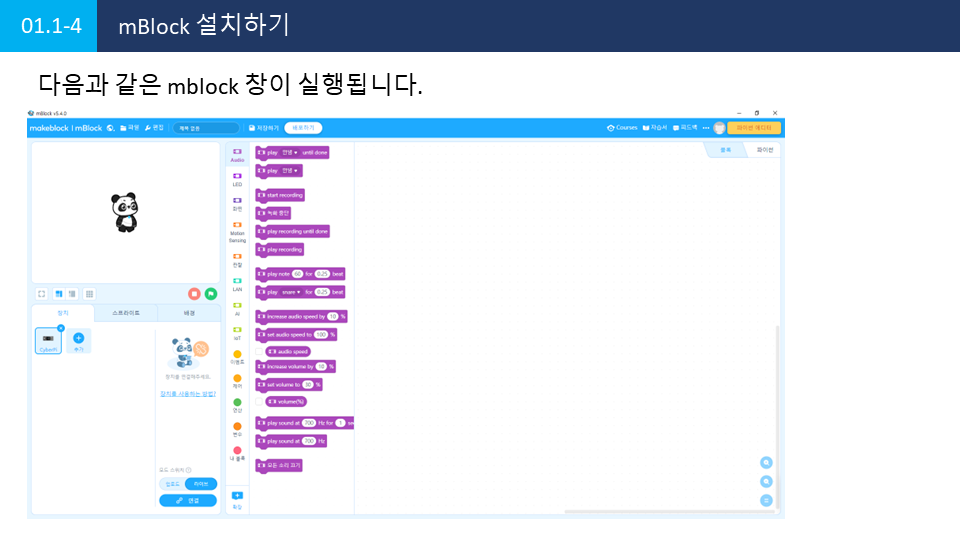 01.1-4
mBlock 설치하기
다음과 같은 mblock 창이 실행됩니다.
mBlock v5.4.0
makeblock | mBlock
파일
편집
제목 없음
저장하기
배포하기
Courses
자습서
피드백
파이썬 에디터
블록
파이썬
Audio
LED
화면
Motion
Sensing
관찰
LAN
AI
IoT
이벤트
제어
연산
변수
내 블록
확장
play 안녕 until done
play 안녕
start recording
녹화 중단
play recording until done
play recording
play note 60 for 0.25 beat
play snare for 0.25 beat
increase audio speed by 10 %
set audio speed to 100 %
audio speed
increase volume by 10 %
set volume to 30 %
volume(%)
play sound at 700 Hz for 1 sec
play sound at 700 Hz
모든 소리 끄기
장치
스프라이트
배경
CyberPi
추가
장치를 연결해주세요.
장치를 사용하는 방법?
모드 스위치
업로드
라이브
연결